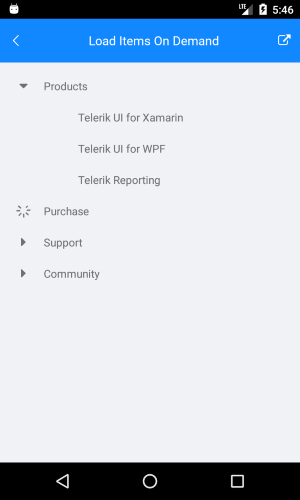 LTE 5:46
Load Items On Demand
Products
Telerik UI for Xamarin
Telerik UI for WPF
Telerik Reporting
Purchase
Support
Community